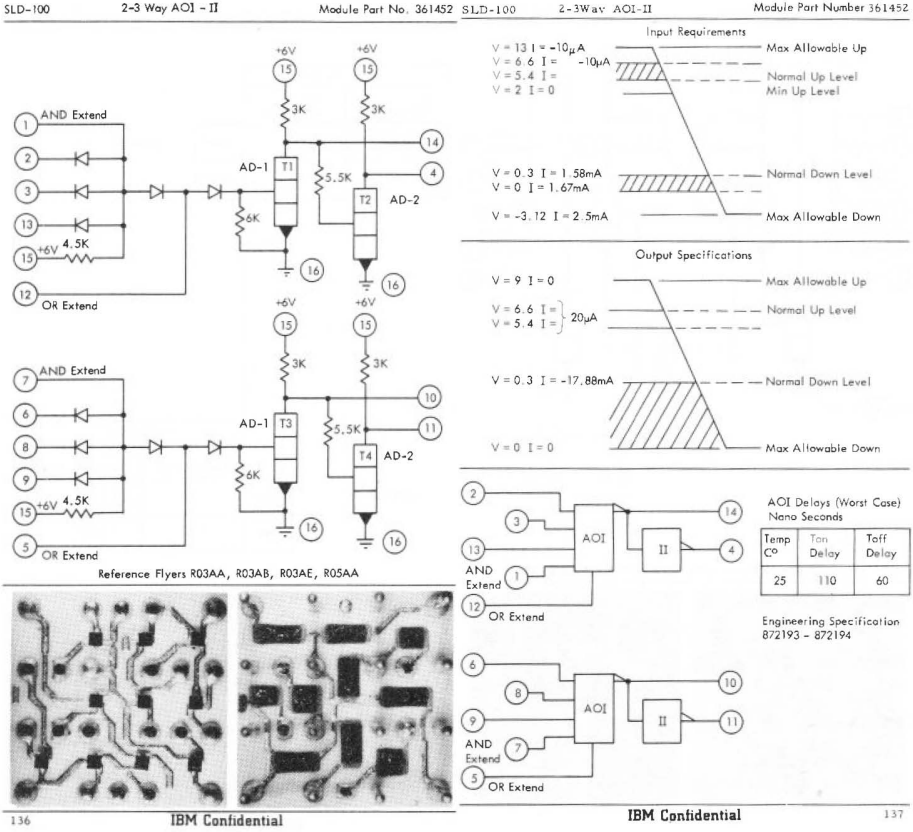 SLD-100 2-3 Way AOI - II Module Part No. 361452
+6V +6V
15 15
3K 3K
1 AND Extend
14
2
AD-1 T1
4
3
5.5K
T2 AD-2
6K
13
15 +6V 4.5K
16
12
OR Extend
16
+6V +6V
15 15
3K 3K
7 AND Extend
10
6
AD-1 T3
11
8
5.5K
T4 AD-2
6K
9
15 +6V 4.5K
16
5
OR Extend
16
Reference Flyers R03AA, R03AB, R03AE, R05AA
136 IBM Confidential
SLD-100 2-3Way AOI-II Module Part Number 361452
Input Requirements
V = 13 I = -10μA Max Allowable Up
V = 6.6 I = -10μA
V = 5.4 I = Normal Up Level
V = 2 I = 0 Min Up Level
V = 0.3 I = 1.58mA Normal Down Level
V = 0 I = 1.67mA
V = -3.12 I = 2.5mA Max Allowable Down
Output Specifications
V = 9 I = 0 Max Allowable Up
V = 6.6 I = Normal Up Level
20μA
V = 5.4 I =
V = 0.3 I = -17.88mA Normal Down Level
V = 0 I = 0 Max Allowable Down
2
14
3
AOI
II
4
13
AND
Extend 1
12
OR Extend
AOI Delays (Worst Case)
Nano Seconds
Temp Ton Toff
C° Delay Delay
25 110 60
Engineering Specification
872193 - 872194
6
10
8
AOI
II
11
9
AND
Extend 7
5
OR Extend
IBM Confidential 137